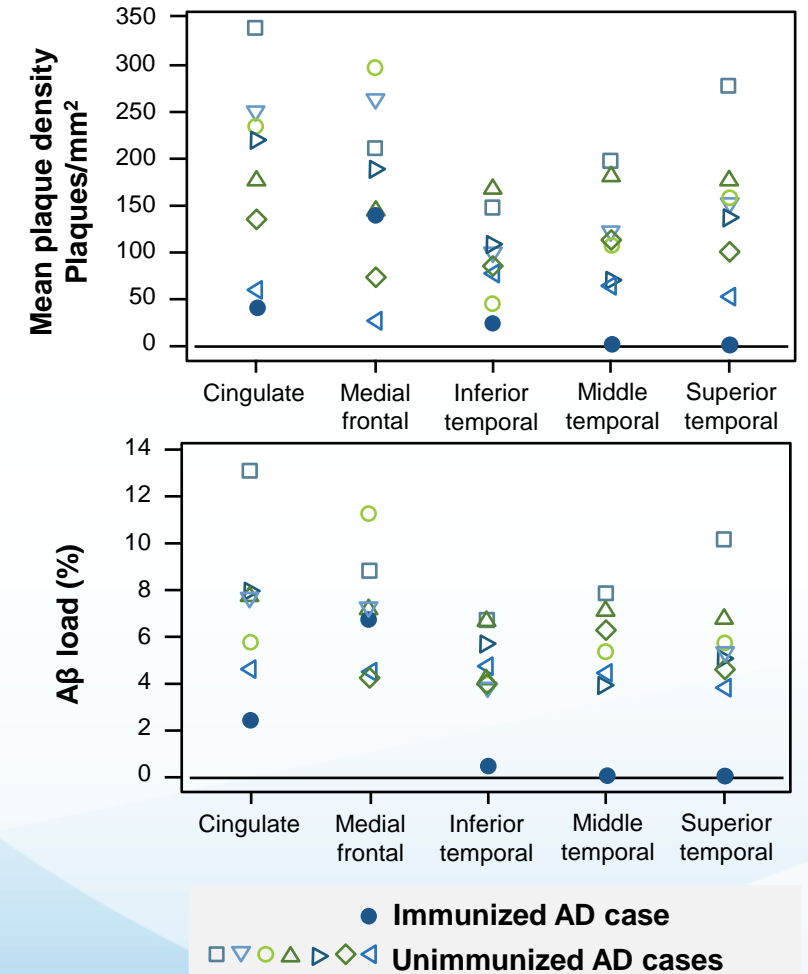 Mean plaque density
Plaques/mm²
350
300
250
200
150
100
50
0
Cingulate
Medial
frontal
Inferior
temporal
Middle
temporal
Superior
temporal
Aβ load (%)
14
12
10
8
6
4
2
0
Cingulate
Medial
frontal
Inferior
temporal
Middle
temporal
Superior
temporal
Immunized AD case
Unimmunized AD cases